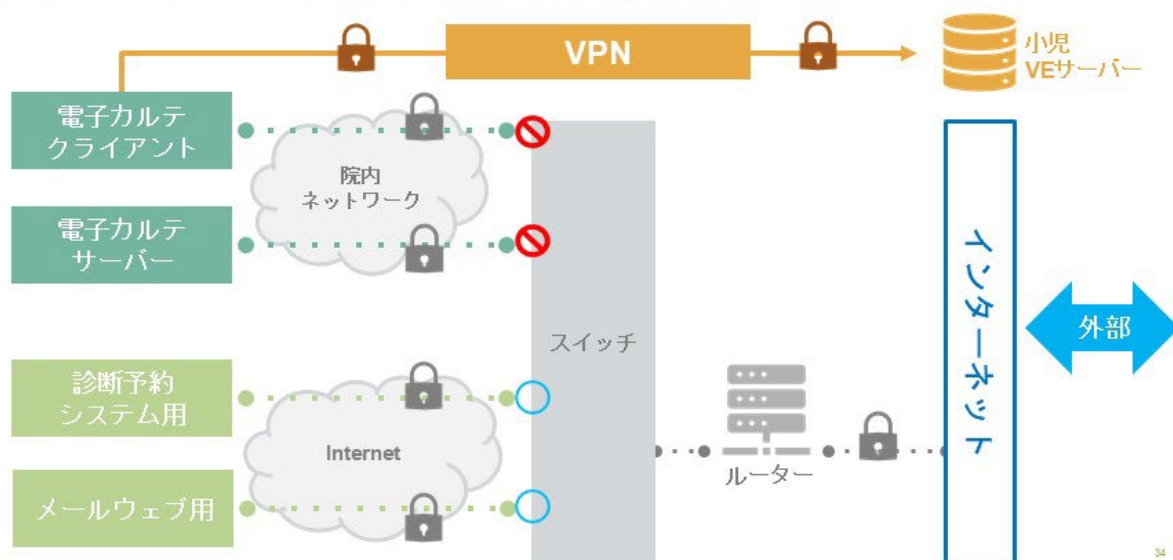 VPN
小児
VEサーバー
電子カルテ
クライアント
院内
ネットワーク
電子カルテ
サーバー
スイッチ
インターネット
外部
診断予約
システム用
Internet
ルーター
メールウェブ用
34